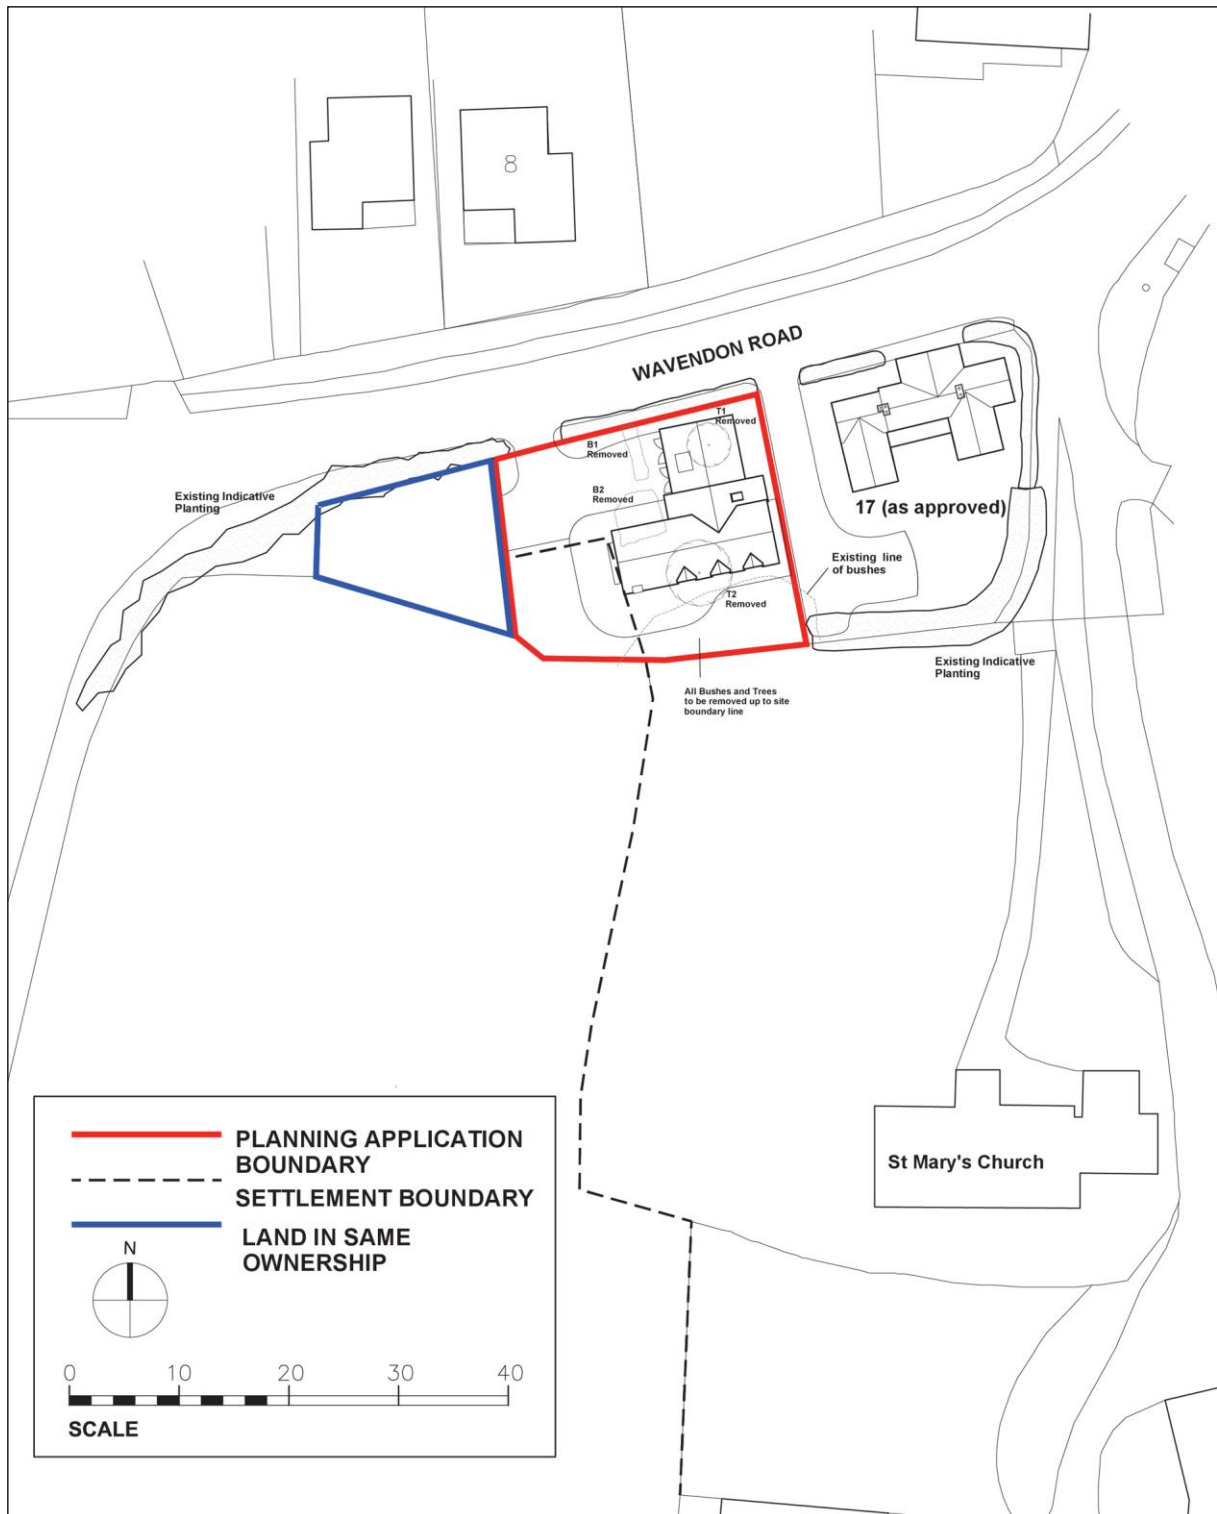 8
WAVENDON ROAD
T1
Removed
B1
Removed
Existing Indicative
Planting
B2
Removed
17 (as approved)
Existing line
of bushes
T2
Removed
Existing Indicative
Planting
All Bushes and Trees
to be removed up to site
boundary line
St Mary's Church
PLANNING APPLICATION
BOUNDARY
SETTLEMENT BOUNDARY
LAND IN SAME
OWNERSHIP
N
0 10 20 30 40
SCALE